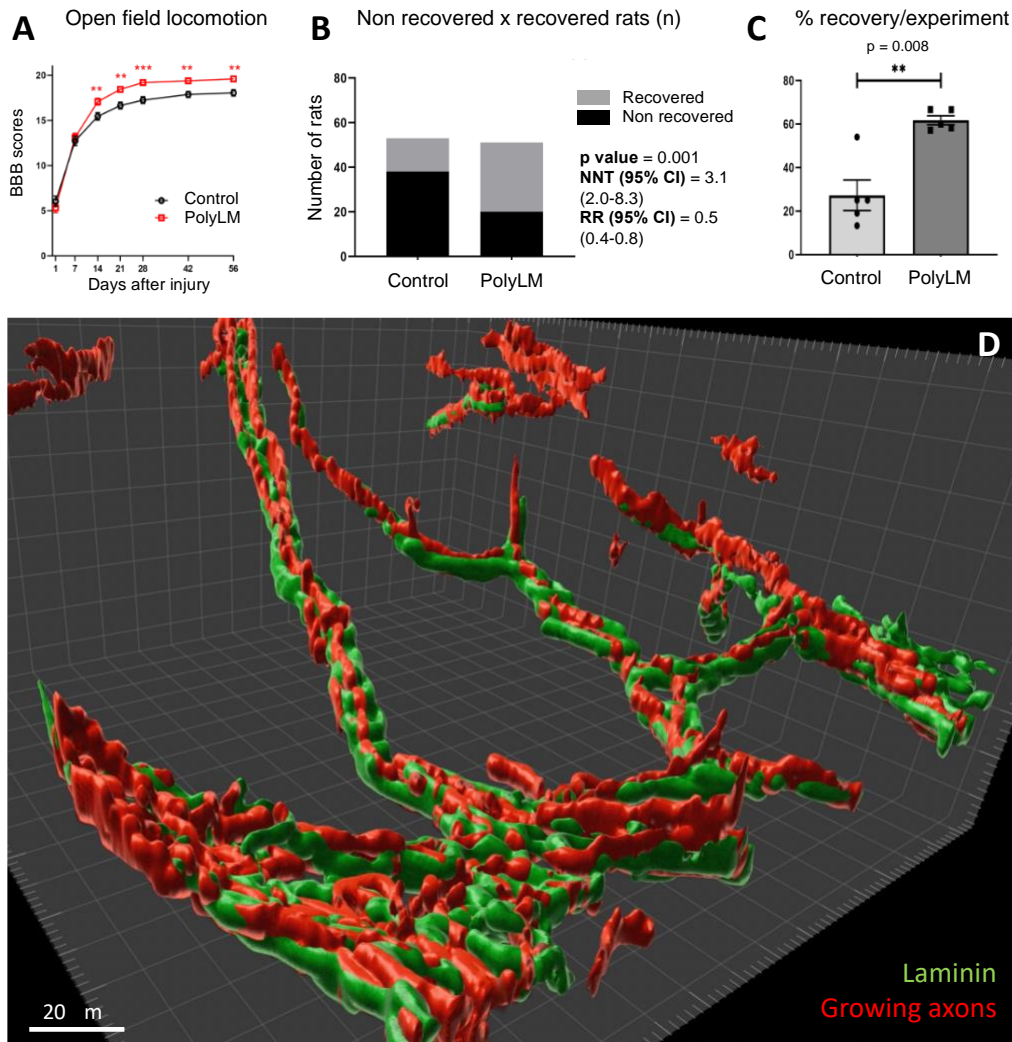 A
Open field locomotion
BBB scores
20
15
10
5
0
** ** *** ** **
Control
PolyLM
1 7 14 21 28 42 56
Days after injury
B
Non recovered x recovered rats (n)
Number of rats
80
60
40
20
0
Control PolyLM
Recovered
Non recovered
p value = 0.001
NNT (95% CI) = 3.1
(2.0-8.3)
RR (95% CI) = 0.5
(0.4-0.8)
C
% recovery/experiment
p = 0.008
**
80
60
40
20
0
Control PolyLM
D
Laminin
Growing axons
20 m